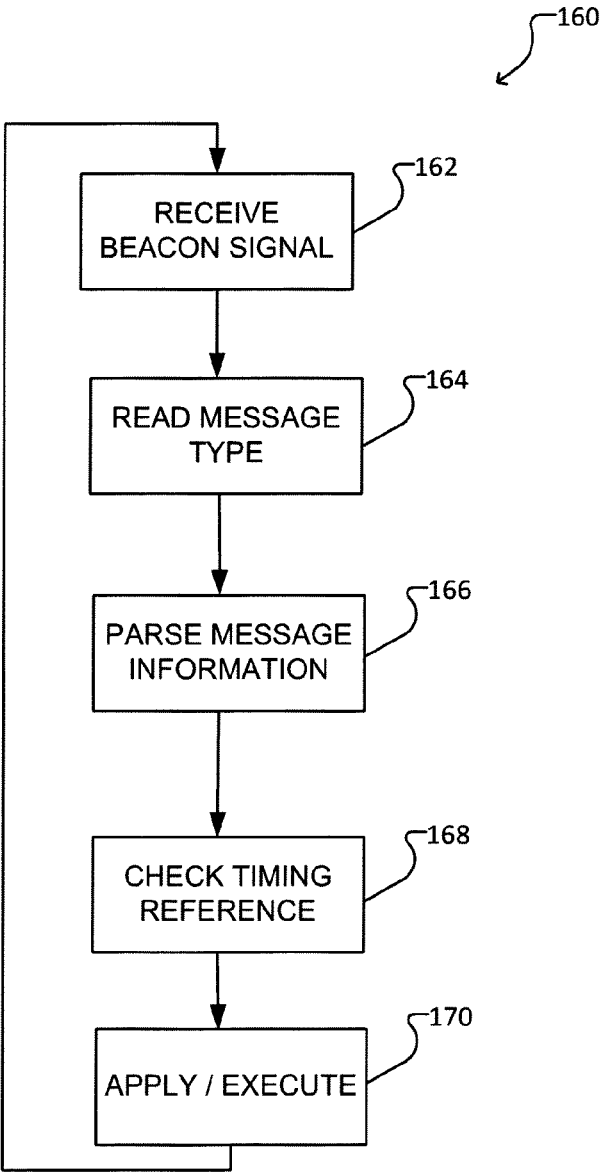 160
RECEIVE
BEACON SIGNAL
162
READ MESSAGE
TYPE
164
PARSE MESSAGE
INFORMATION
166
CHECK TIMING
REFERENCE
168
APPLY / EXECUTE
170